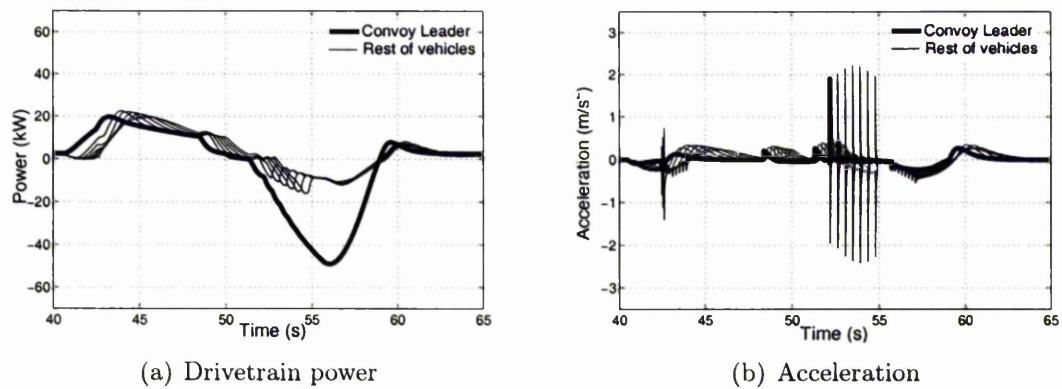 Convoy Leader
Rest of vehicles
60
40
20
0
−20
−40
−60
Power (kW)
40 45 50 55 60 65
Time (s)
(a) Drivetrain power
Convoy Leader
Rest of vehicles
3
2
1
0
−1
−2
−3
Acceleration (m/s²)
40 45 50 55 60 65
Time (s)
(b) Acceleration